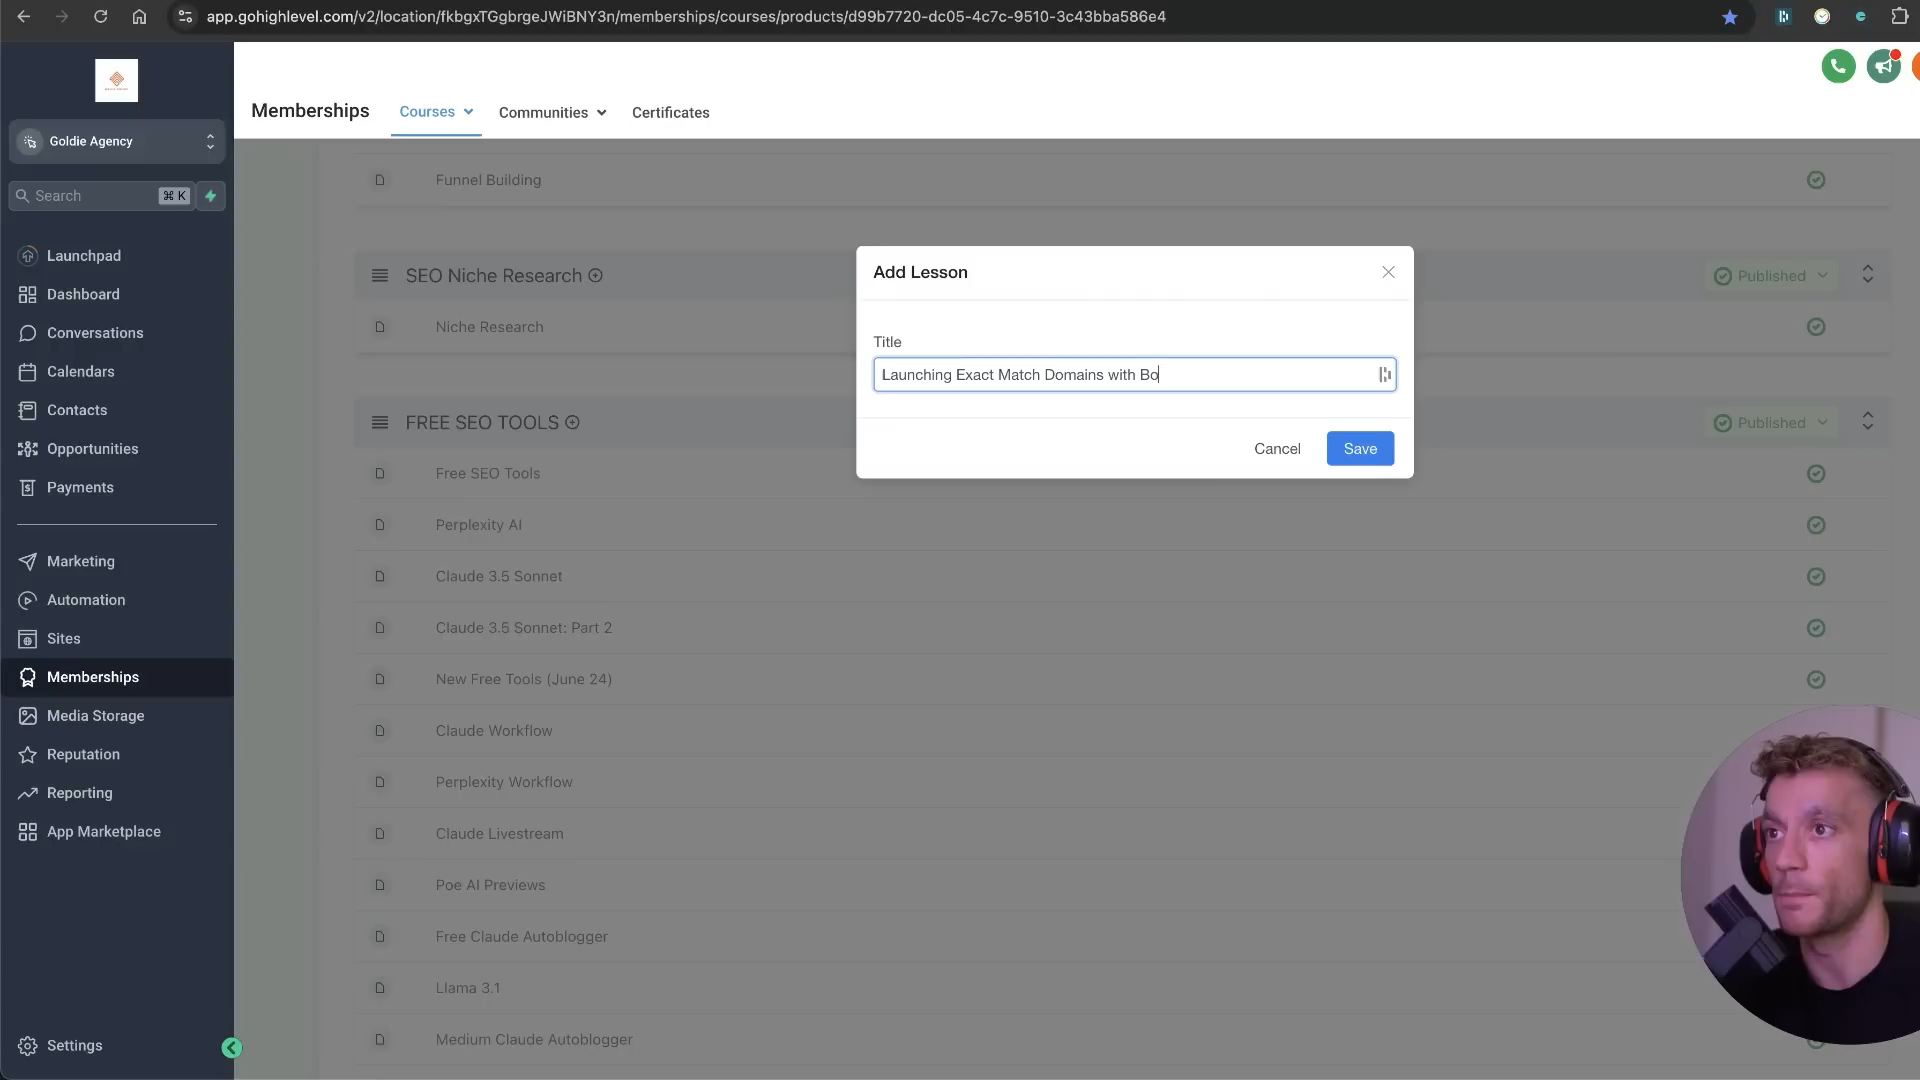 app.gohighlevel.com/v2/location/fkbgxTGgbrgeJWiBNY3n/memberships/courses/products/d99b7720-dc05-4c7c-9510-3c43bba586e4
Memberships
Courses
Communities
Certificates
Goldie Agency
Search
⌘ K
Launchpad
Dashboard
Conversations
Calendars
Contacts
Opportunities
Payments
Marketing
Automation
Sites
Memberships
Media Storage
Reputation
Reporting
App Marketplace
Settings
Funnel Building
SEO Niche Research
Published
Niche Research
FREE SEO TOOLS
Published
Free SEO Tools
Perplexity AI
Claude 3.5 Sonnet
Claude 3.5 Sonnet: Part 2
New Free Tools (June 24)
Claude Workflow
Perplexity Workflow
Claude Livestream
Poe AI Previews
Free Claude Autoblogger
Llama 3.1
Medium Claude Autoblogger
Add Lesson
Title
Launching Exact Match Domains with Bo
Cancel
Save